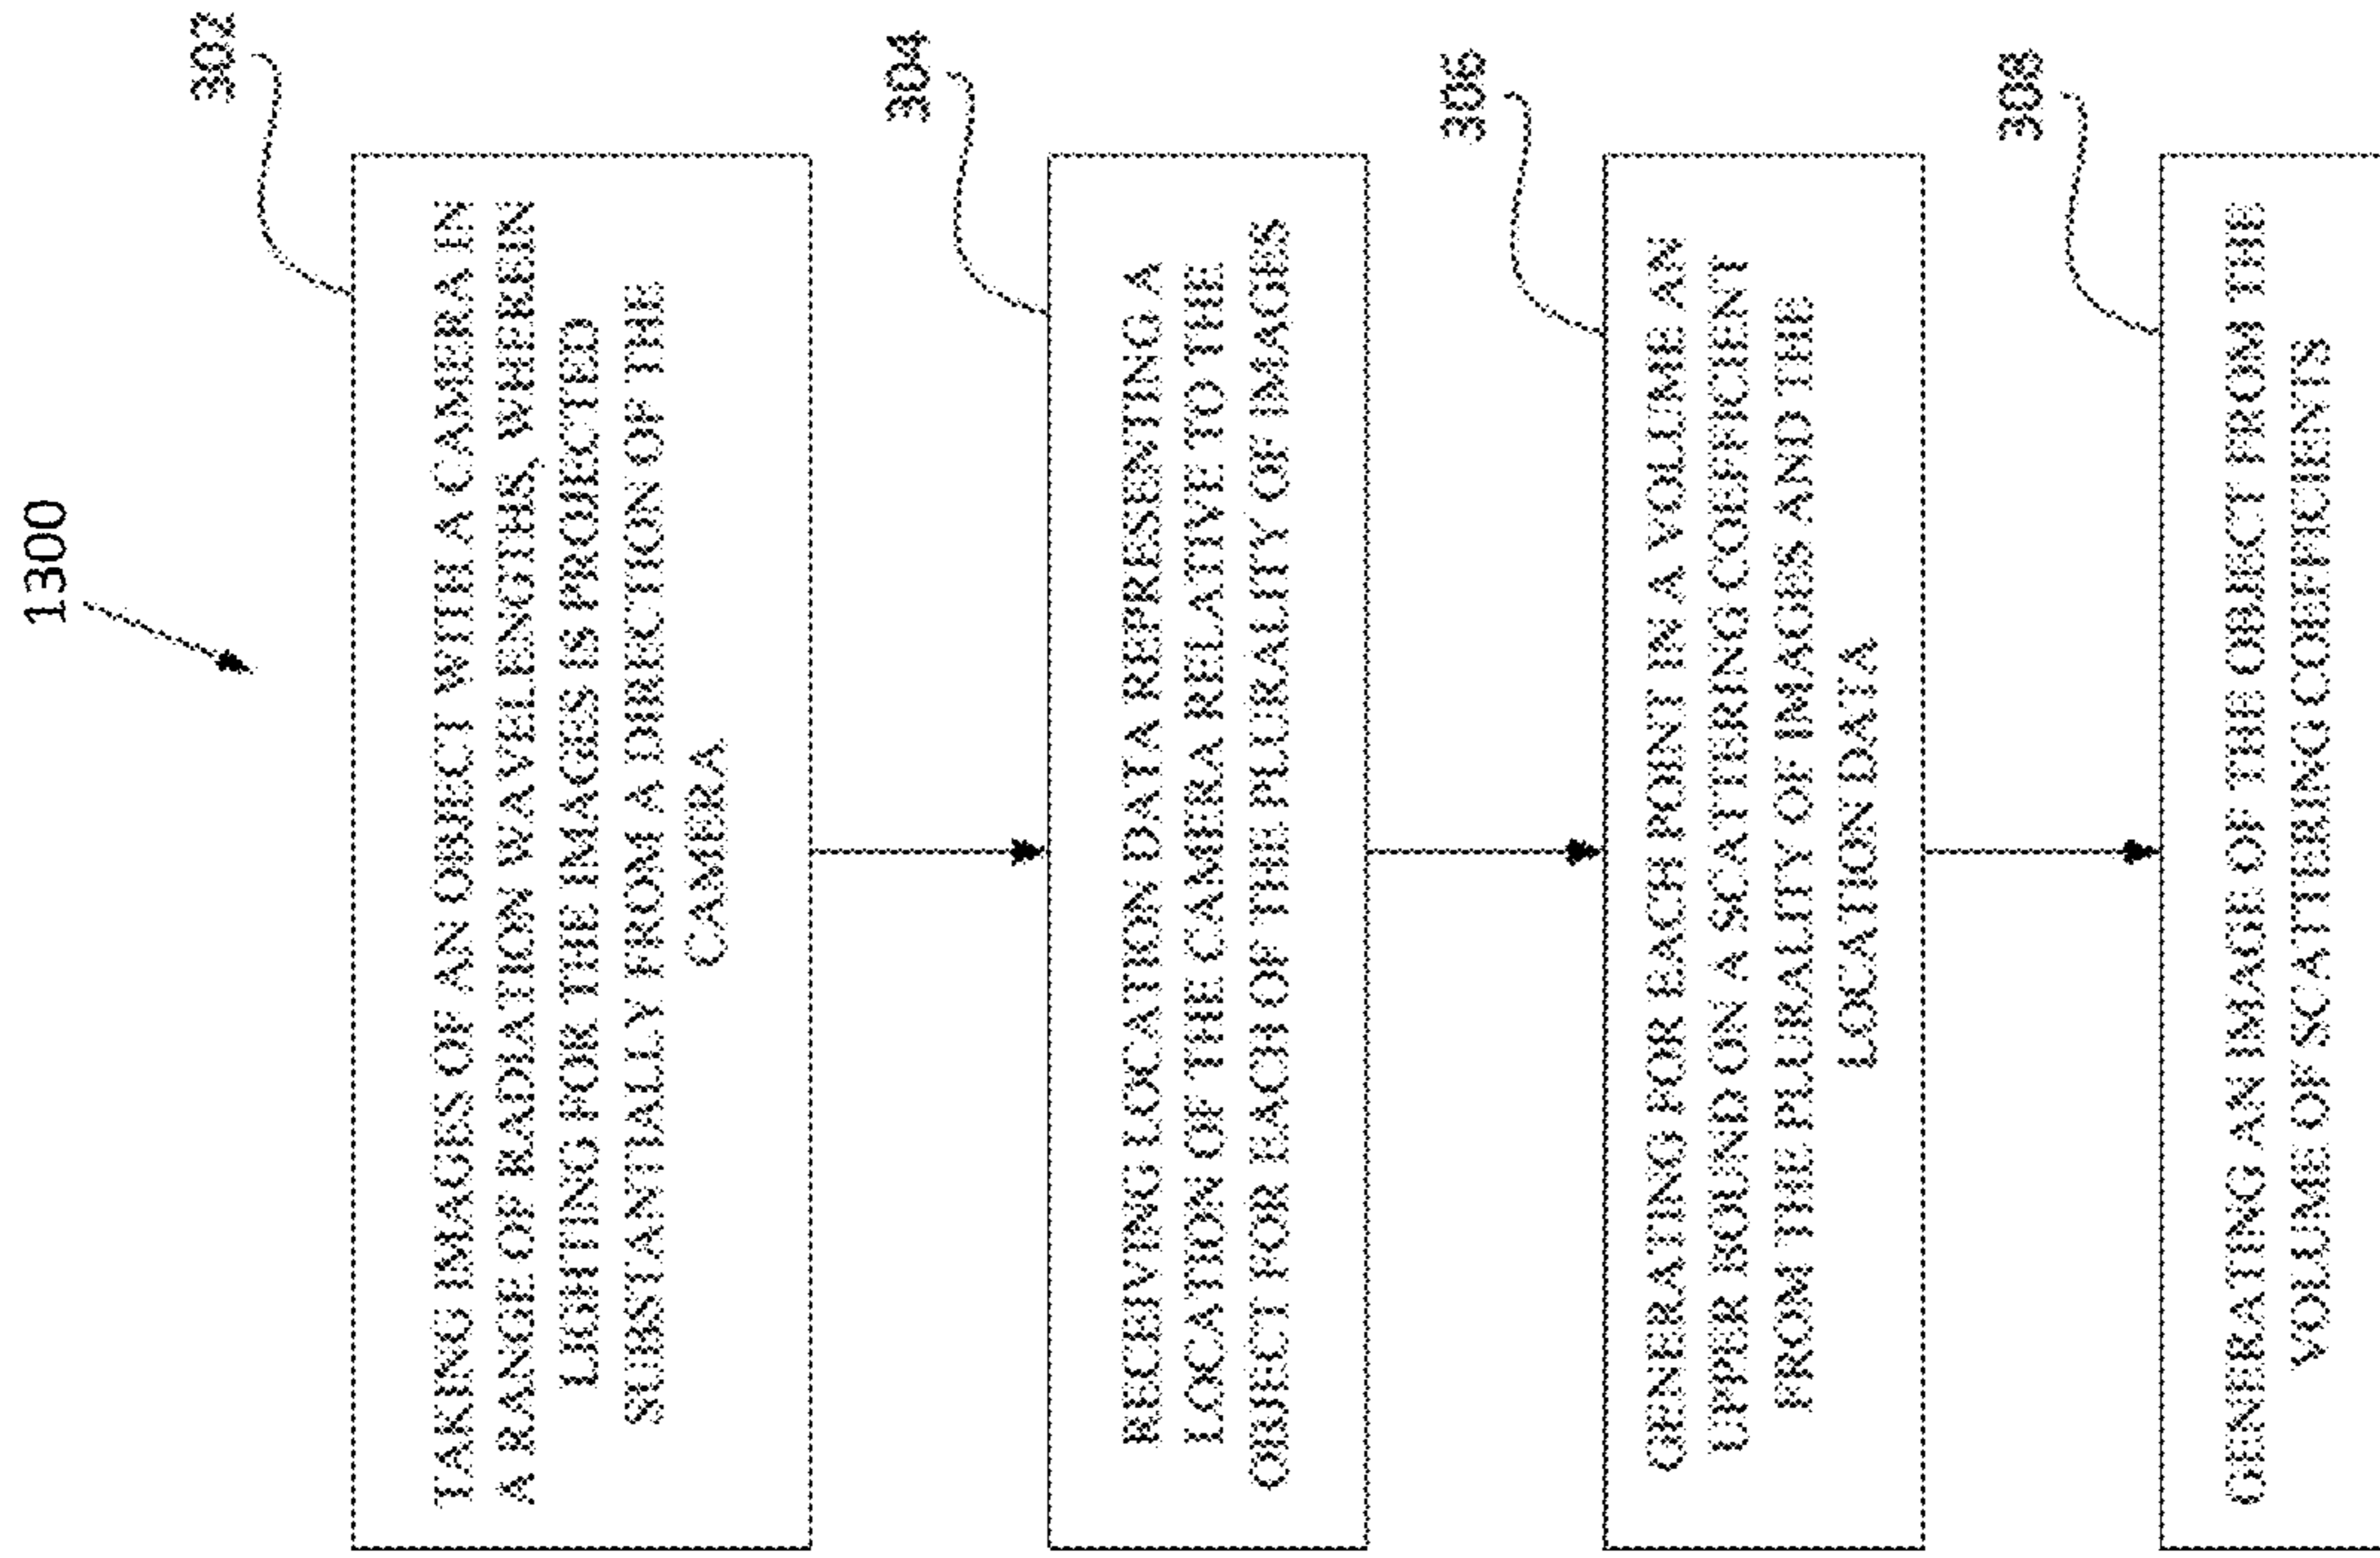 1300
302
TAKING IMAGES OF AN OBJECT WITH A CAMERA IN
A RANGE OF RADIATION WAVELENGTHS, WHEREIN
LIGHTING FOR THE IMAGES IS PROJECTED
SUBSTANTIALLY FROM A DIRECTION OF THE
CAMERA
304
RECEIVING LOCATION DATA REPRESENTING A
LOCATION OF THE CAMERA RELATIVE TO THE
OBJECT FOR EACH OF THE PLURALITY OF IMAGES
306
GENERATING FOR EACH POINT IN A VOLUME AN
UPPER BOUND ON A SCATTERING COEFFICIENT
FROM THE PLURALITY OF IMAGES AND THE
LOCATION DATA
308
GENERATING AN IMAGE OF THE OBJECT FROM THE
VOLUME OF SCATTERING COEFFICIENTS